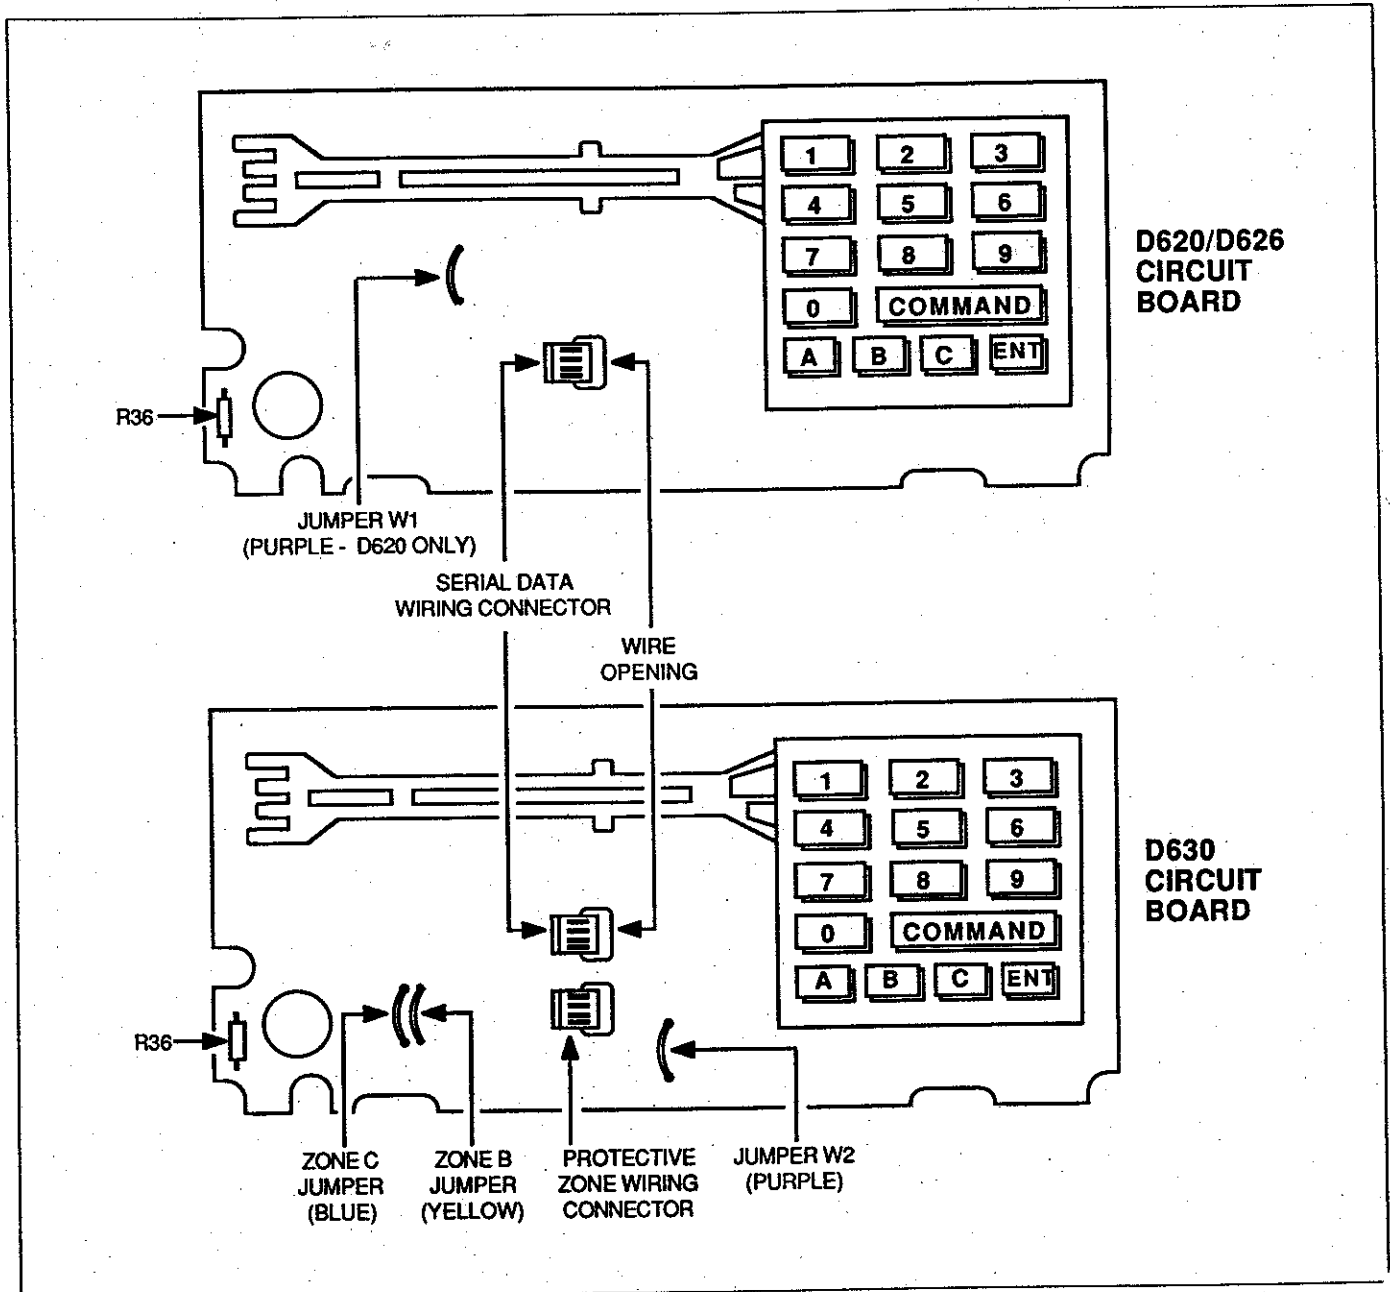 1 2 3
4 5 6
7 8 9
0 COMMAND
A B C ENT
D620/D626
CIRCUIT
BOARD
R36
JUMPER W1
(PURPLE - D620 ONLY)
SERIAL DATA
WIRING CONNECTOR
WIRE
OPENING
1 2 3
4 5 6
7 8 9
0 COMMAND
A B C ENT
D630
CIRCUIT
BOARD
R36
ZONE C
JUMPER
(BLUE)
ZONE B
JUMPER
(YELLOW)
PROTECTIVE
ZONE WIRING
CONNECTOR
JUMPER W2
(PURPLE)